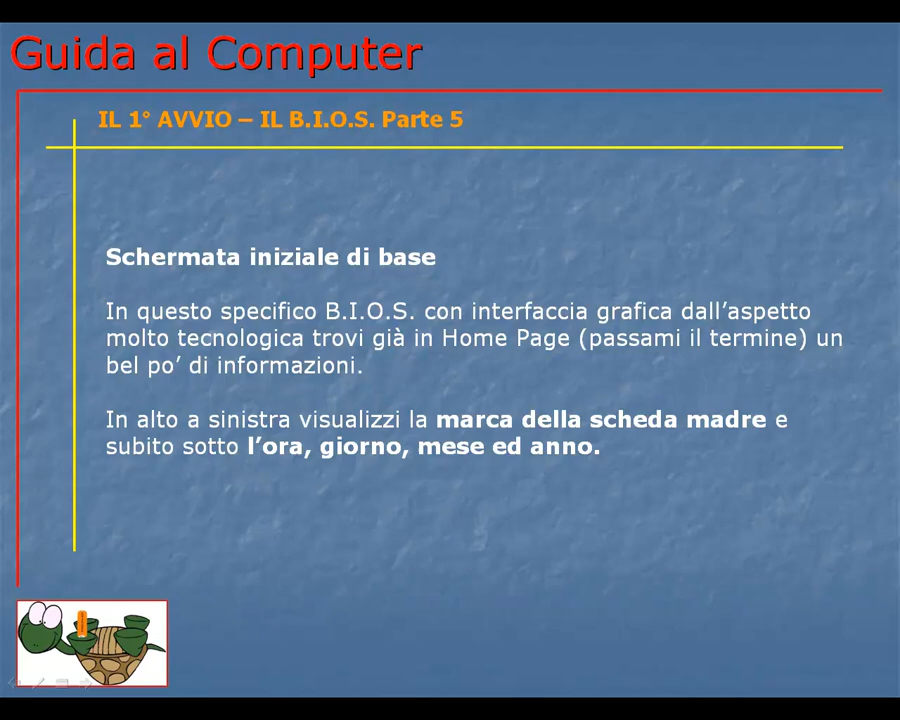 Guida al Computer
IL 1° AVVIO – IL B.I.O.S. Parte 5
Schermata iniziale di base
In questo specifico B.I.O.S. con interfaccia grafica dall’aspetto
molto tecnologica trovi già in Home Page (passami il termine) un
bel po’ di informazioni.
In alto a sinistra visualizzi la marca della scheda madre e
subito sotto l’ora, giorno, mese ed anno.